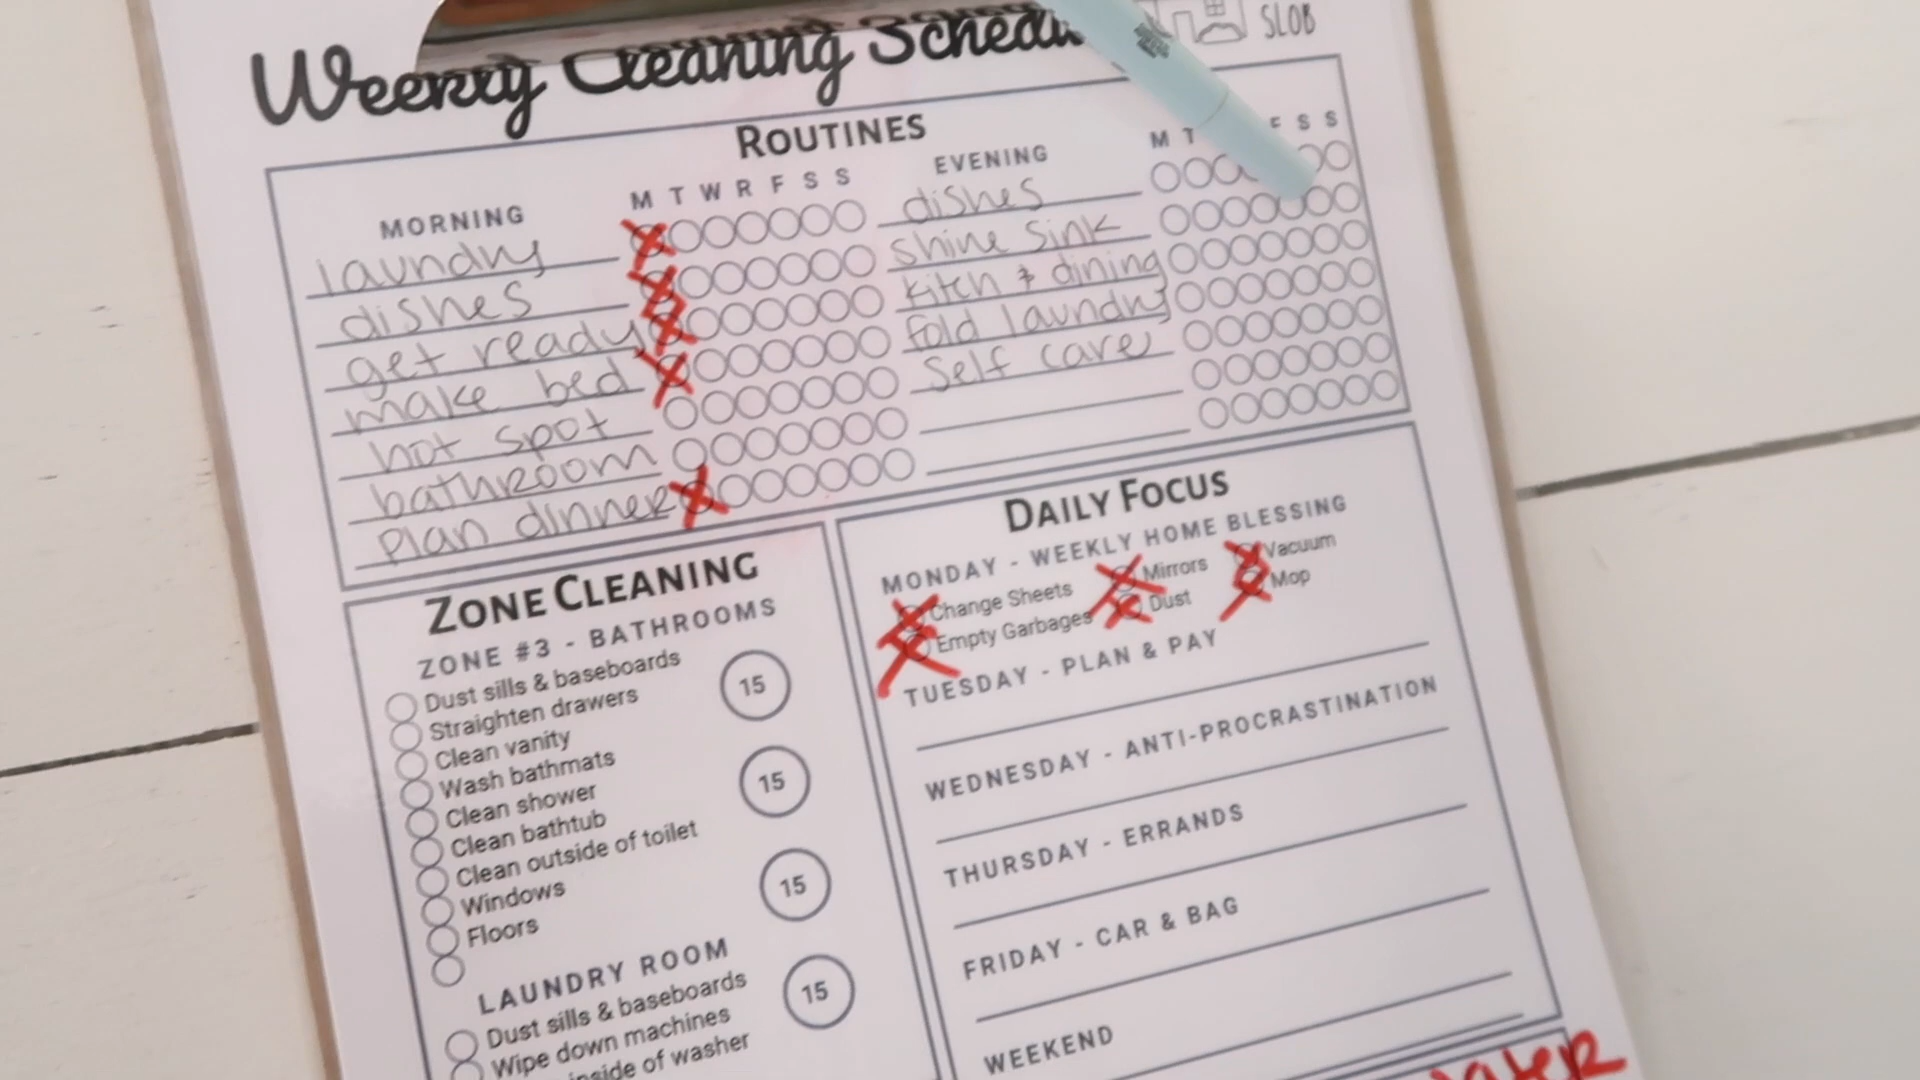 Weekly Cleaning
SLOB
ROUTINES
MORNING M T W R F S S
laundry
dishes
get ready
make bed
hot spot
bathroom
plan dinner
EVENING M T F S S
dishes
shine sink
kitch & dining
fold laundry
self care
ZONE CLEANING
ZONE #3 - BATHROOMS
Dust sills & baseboards
Straighten drawers
Clean vanity
Wash bathmats
Clean shower
Clean bathtub
Clean outside of toilet
Windows
Floors
15
15
15
15
LAUNDRY ROOM
Dust sills & baseboards
Wipe down machines
inside of washer
DAILY FOCUS
MONDAY - WEEKLY HOME BLESSING
Change Sheets Mirrors Vacuum
Empty Garbages Dust Mop
TUESDAY - PLAN & PAY
WEDNESDAY - ANTI-PROCRASTINATION
THURSDAY - ERRANDS
FRIDAY - CAR & BAG
WEEKEND